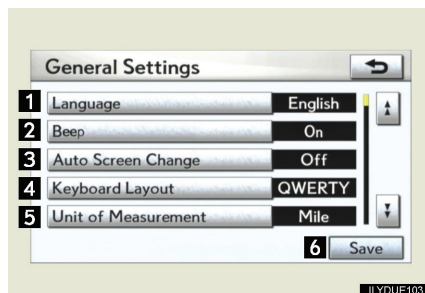 General Settings
1 Language English
2 Beep On
3 Auto Screen Change Off
4 Keyboard Layout QWERTY
5 Unit of Measurement Mile
6 Save
ILYDUE103